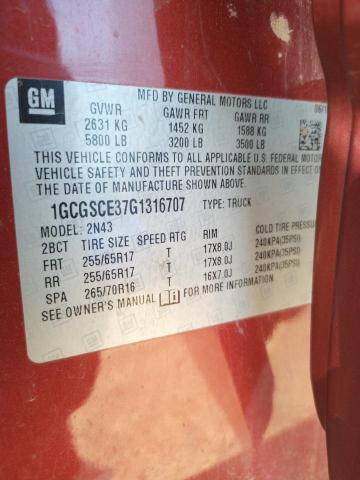 GM
MFD BY GENERAL MOTORS LLC
GVWR GAWR FRT GAWR RR
2631 KG 1452 KG 1588 KG
5800 LB 3200 LB 3500 LB
THIS VEHICLE CONFORMS TO ALL APPLICABLE U.S. FEDERAL MOTOR
VEHICLE SAFETY AND THEFT PREVENTION STANDARDS IN EFFECT ON
THE DATE OF MANUFACTURE SHOWN ABOVE.
1GCGSCE37G1316707 TYPE: TRUCK
MODEL: 2N43
2BCT TIRE SIZE SPEED RTG RIM COLD TIRE PRESSURE
FRT 255/65R17 T 17X8.0J 240KPA(35PSI)
RR 255/65R17 T 17X8.0J 240KPA(35PSI)
SPA 265/70R16 T 16X7.0J 240KPA(35PSI)
SEE OWNER'S MANUAL FOR MORE INFORMATION.